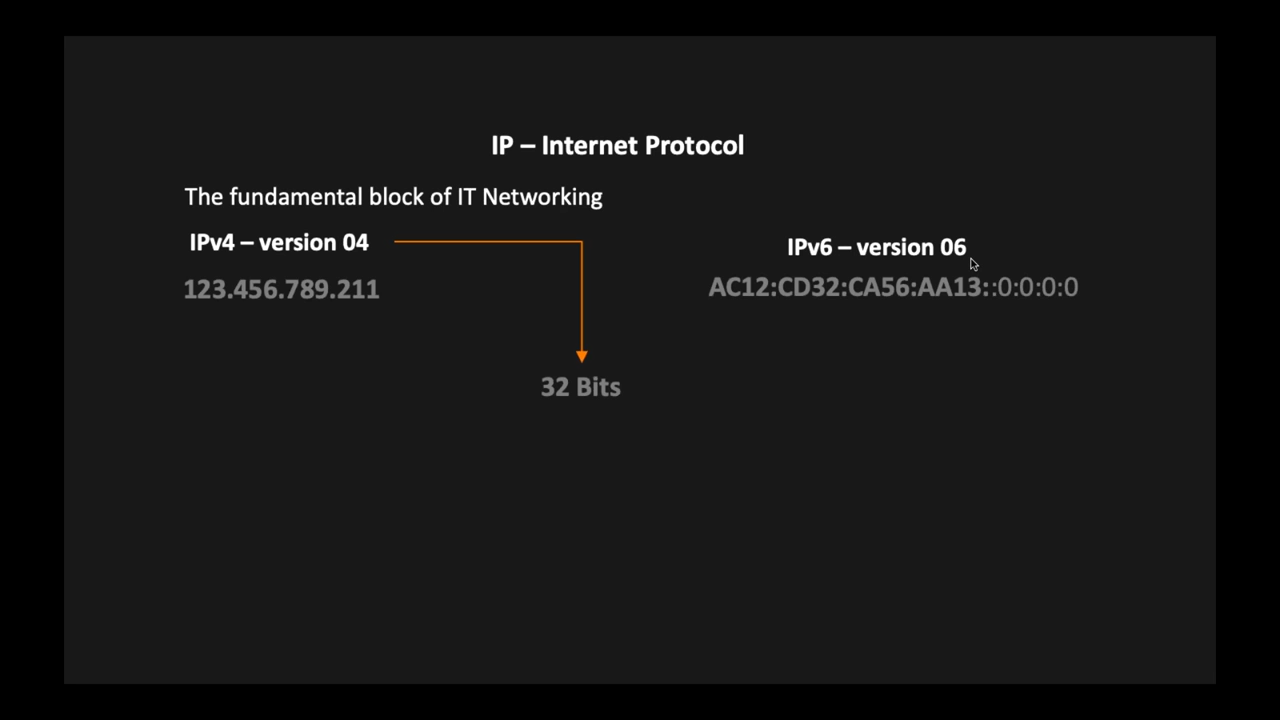 IP – Internet Protocol
The fundamental block of IT Networking
IPv4 – version 04
123.456.789.211
IPv6 – version 06
AC12:CD32:CA56:AA13::0:0:0:0
32 Bits